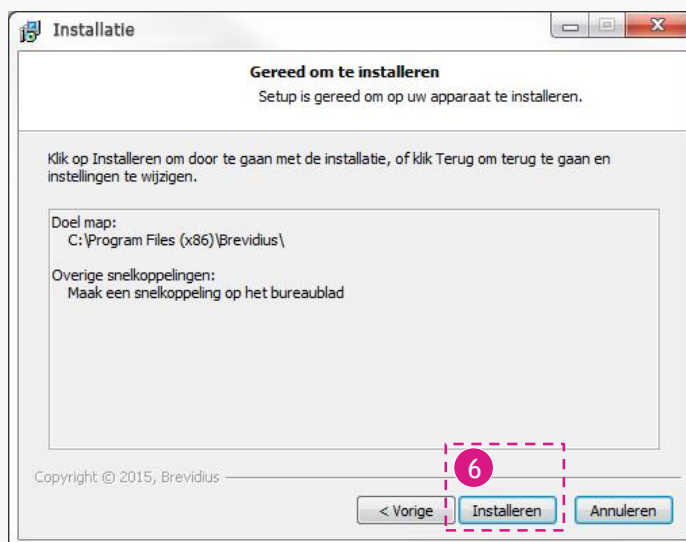 Installatie
Gereed om te installeren
Setup is gereed om op uw apparaat te installeren.
Klik op Installeren om door te gaan met de installatie, of klik Terug om terug te gaan en
instellingen te wijzigen.
Doel map:
C:\Program Files (x86)\Brevidius\
Overige snelkoppelingen:
Maak een snelkoppeling op het bureaublad
6
Copyright © 2015, Brevidius
< Vorige
Installeren
Annuleren